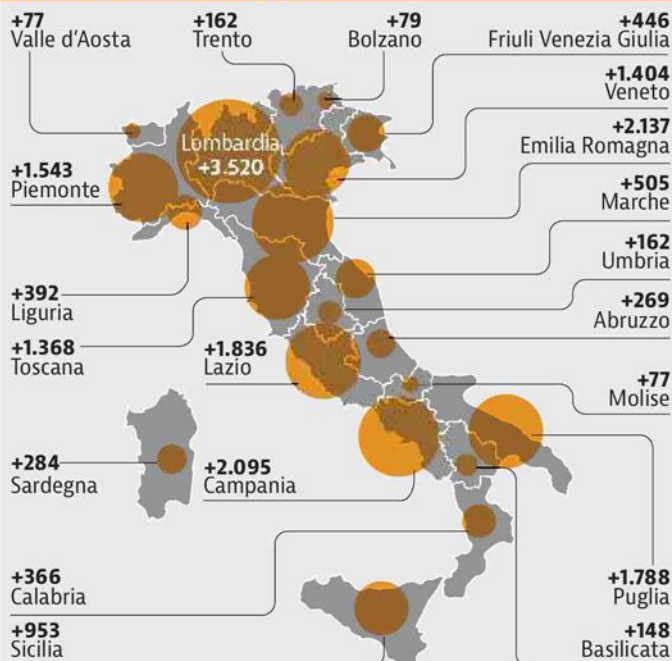 +77
Valle d'Aosta
+162
Trento
+79
Bolzano
+446
Friuli Venezia Giulia
+1.404
Veneto
+2.137
Emilia Romagna
Lombardia
+3.520
+1.543
Piemonte
+505
Marche
+162
Umbria
+392
Liguria
+269
Abruzzo
+1.368
Toscana
+1.836
Lazio
+77
Molise
+284
Sardegna
+2.095
Campania
+366
Calabria
+1.788
Puglia
+953
Sicilia
+148
Basilicata